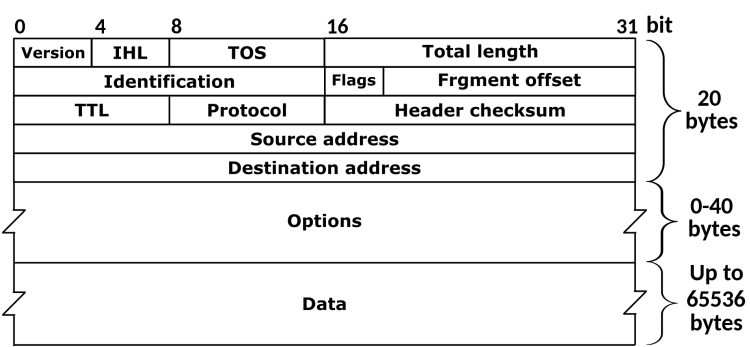 0 4 8 16 31 bit
Version IHL TOS Total length
Identification Flags Frgment offset
TTL Protocol Header checksum
20
bytes
Source address
Destination address
Options
0-40
bytes
Data
Up to
65536
bytes